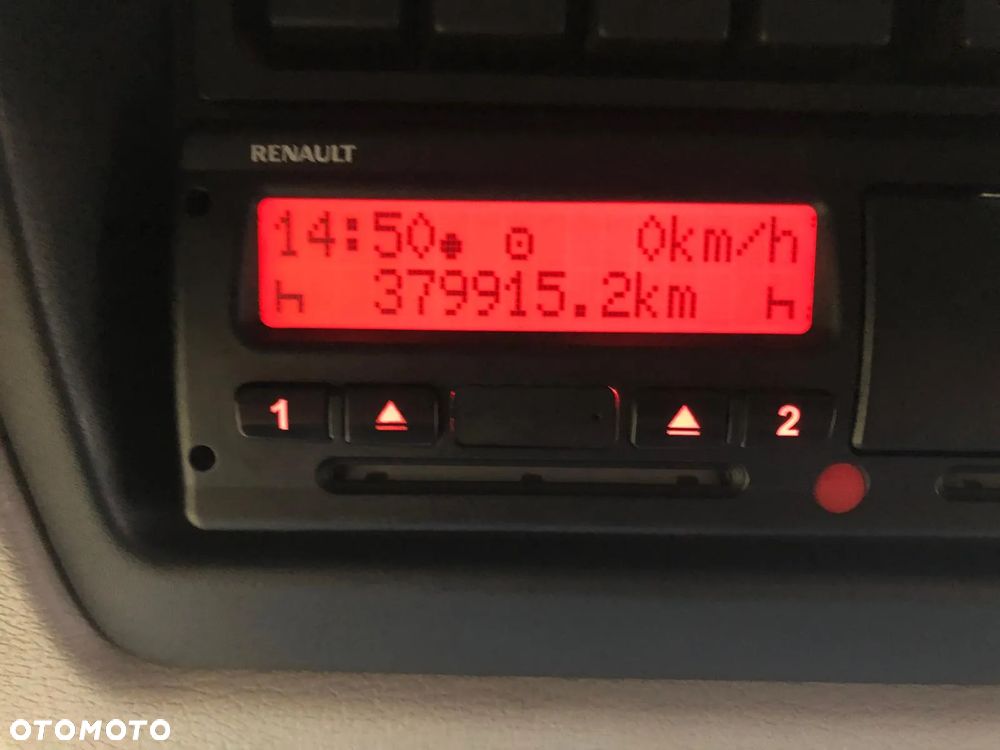 RENAULT
14:50 0km/h
379915.2km
1 2
OTOMOTO